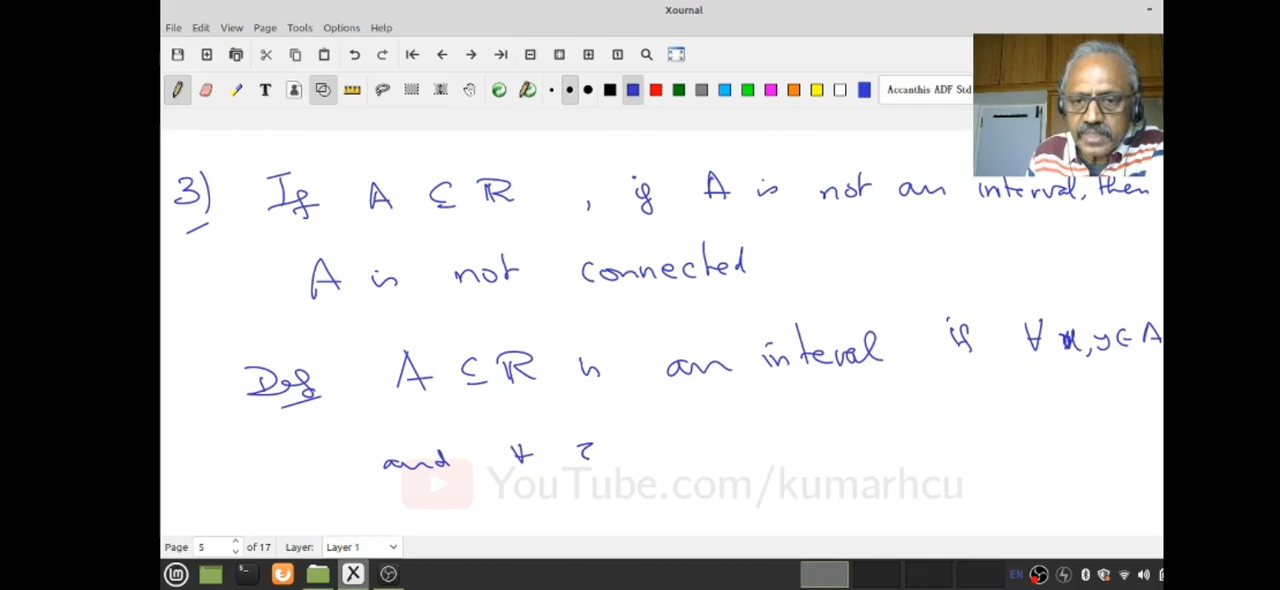 Xournal
File Edit View Page Tools Options Help
Accanthis ADF Std
3) If A ⊆ ℝ, if A is not an interval, then
A is not connected
Def A ⊆ ℝ is an interval if ∀ x, y ∈ A
and ∀ z
YouTube.com/kumarhcu
Page 5 of 17 Layer: Layer 1
EN